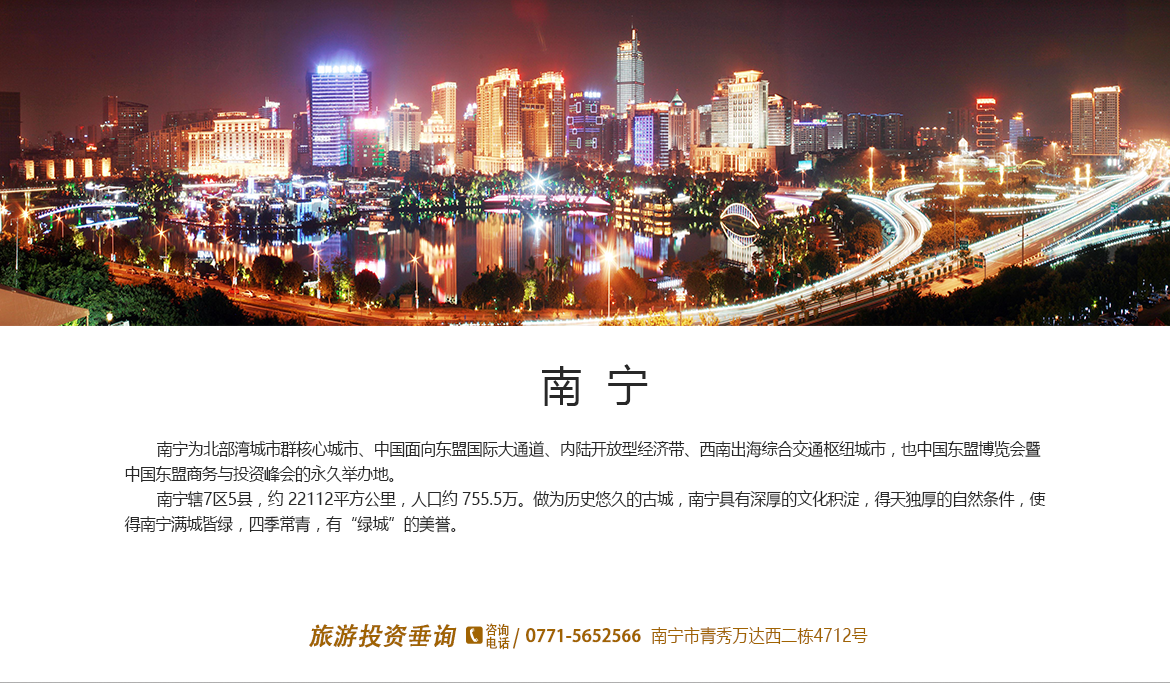 南 宁
南宁为北部湾城市群核心城市、中国面向东盟国际大通道、内陆开放型经济带、西南出海综合交通枢纽城市，也中国东盟博览会暨
中国东盟商务与投资峰会的永久举办地。
南宁辖7区5县，约 22112平方公里，人口约 755.5万。做为历史悠久的古城，南宁具有深厚的文化积淀，得天独厚的自然条件，使
得南宁满城皆绿，四季常青，有“绿城”的美誉。
旅游投资垂询 咨询电话 / 0771-5652566 南宁市青秀万达西二栋4712号